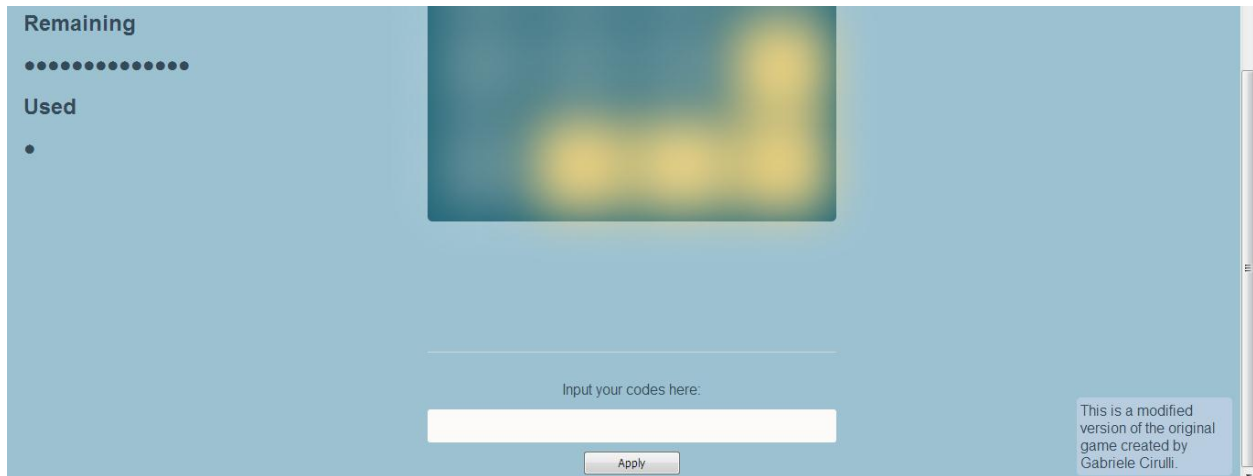 Remaining
●●●●●●●●●●●●●●
Used
●
Input your codes here:
Apply
This is a modified
version of the original
game created by
Gabriele Cirulli.